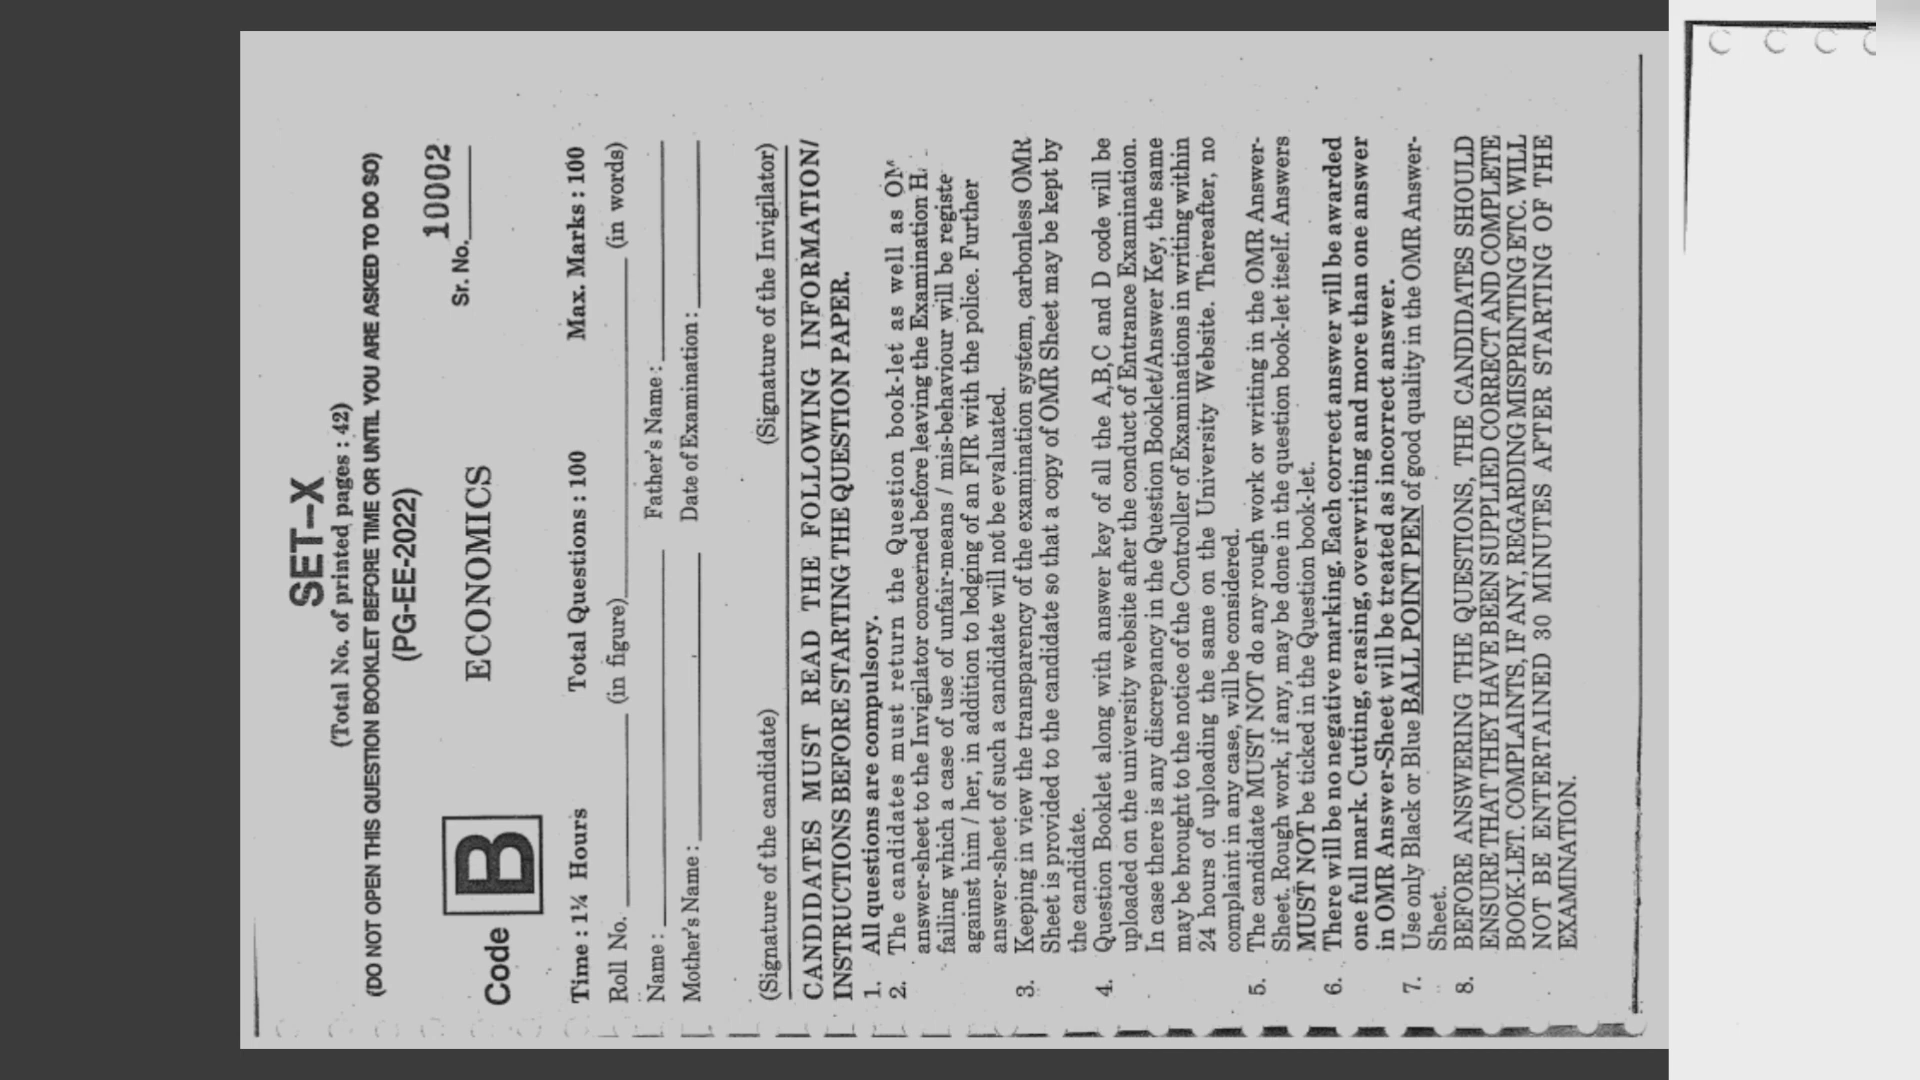 SET–X
(Total No. of printed pages : 42)
(DO NOT OPEN THIS QUESTION BOOKLET BEFORE TIME OR UNTIL YOU ARE ASKED TO DO SO)
(PG-EE-2022)
10002
Code B ECONOMICS Sr. No.
Time : 1¼ Hours Total Questions : 100 Max. Marks : 100
Roll No. (in figure) (in words)
Name : Father's Name :
Mother's Name : Date of Examination :
(Signature of the candidate) (Signature of the Invigilator)
CANDIDATES MUST READ THE FOLLOWING INFORMATION/
INSTRUCTIONS BEFORE STARTING THE QUESTION PAPER.
1. All questions are compulsory.
2. The candidates must return the Question book-let as well as
answer-sheet to the Invigilator concerned before leaving the Examination
failing which a case of use of unfair-means / mis-behaviour will be
against him / her, in addition to lodging of an FIR with the police. Further
answer-sheet of such a candidate will not be evaluated.
3. Keeping in view the transparency of the examination system, carbonless OMR
Sheet is provided to the candidate so that a copy of OMR Sheet may be kept by
the candidate.
4. Question Booklet along with answer key of all the A,B,C and D code will be
uploaded on the university website after the conduct of Entrance Examination.
In case there is any discrepancy in the Question Booklet/Answer Key, the same
may be brought to the notice of the Controller of Examinations in writing within
24 hours of uploading the same on the University Website. Thereafter, no
complaint in any case, will be considered.
5. The candidate MUST NOT do any rough work or writing in the OMR Answer-
Sheet. Rough work, if any, may be done in the question book-let itself. Answers
MUST NOT be ticked in the Question book-let.
6. There will be no negative marking. Each correct answer will be awarded
one full mark. Cutting, erasing, overwriting and more than one answer
in OMR Answer-Sheet will be treated as incorrect answer.
7. Use only Black or Blue BALL POINT PEN of good quality in the OMR Answer-
Sheet.
8. BEFORE ANSWERING THE QUESTIONS, THE CANDIDATES SHOULD
ENSURE THAT THEY HAVE BEEN SUPPLIED CORRECT AND COMPLETE
BOOK-LET. COMPLAINTS, IF ANY, REGARDING MISPRINTING ETC. WILL
NOT BE ENTERTAINED 30 MINUTES AFTER STARTING OF THE
EXAMINATION.